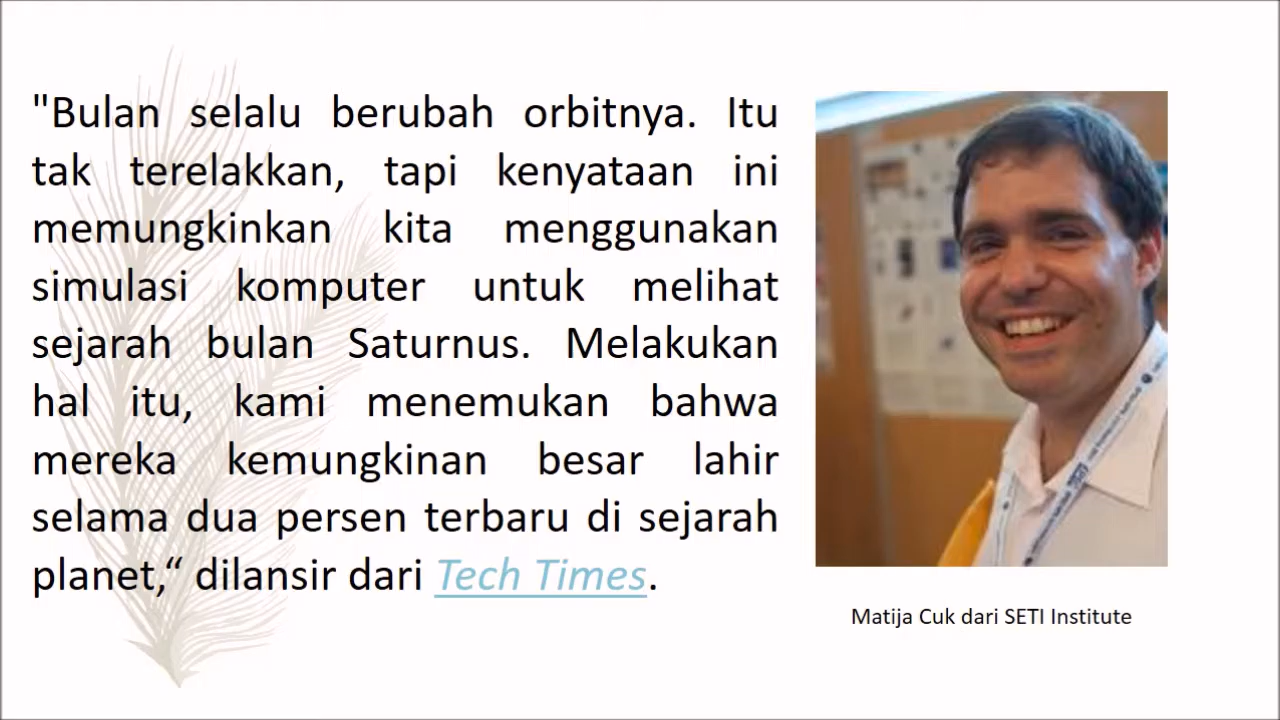 "Bulan selalu berubah orbitnya. Itu
tak terelakkan, tapi kenyataan ini
memungkinkan kita menggunakan
simulasi komputer untuk melihat
sejarah bulan Saturnus. Melakukan
hal itu, kami menemukan bahwa
mereka kemungkinan besar lahir
selama dua persen terbaru di sejarah
planet,“ dilansir dari Tech Times.
Matija Cuk dari SETI Institute